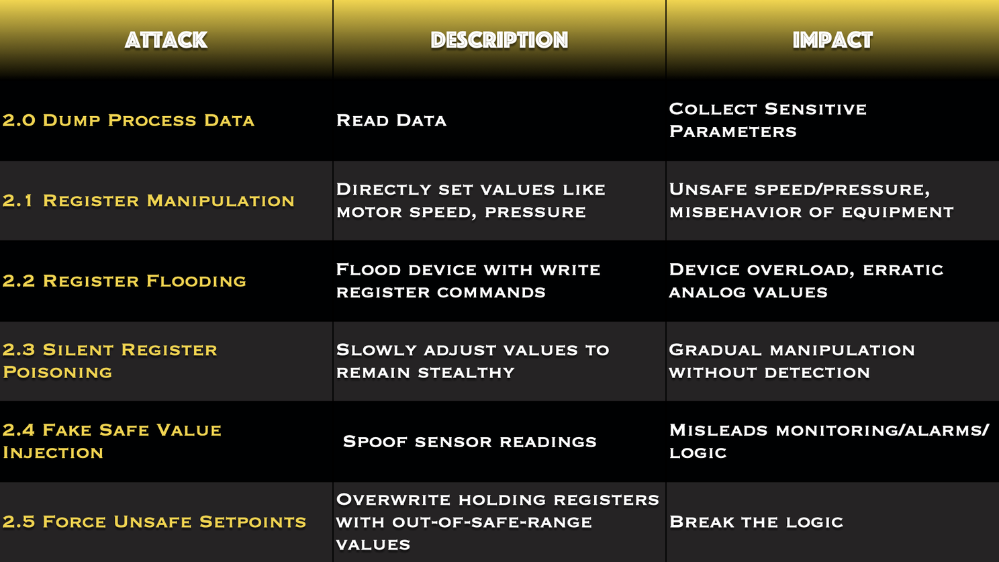 ATTACK
DESCRIPTION
IMPACT
2.0 Dump Process Data
Read Data
Collect Sensitive
Parameters
2.1 Register Manipulation
Directly set values like
motor speed, pressure
Unsafe speed/pressure,
misbehavior of equipment
2.2 Register Flooding
Flood device with write
register commands
Device overload, erratic
analog values
2.3 Silent Register
Poisoning
Slowly adjust values to
remain stealthy
Gradual manipulation
without detection
2.4 Fake Safe Value
Injection
Spoof sensor readings
Misleads monitoring/alarms/
logic
2.5 Force Unsafe Setpoints
Overwrite holding registers
with out-of-safe-range
values
Break the logic